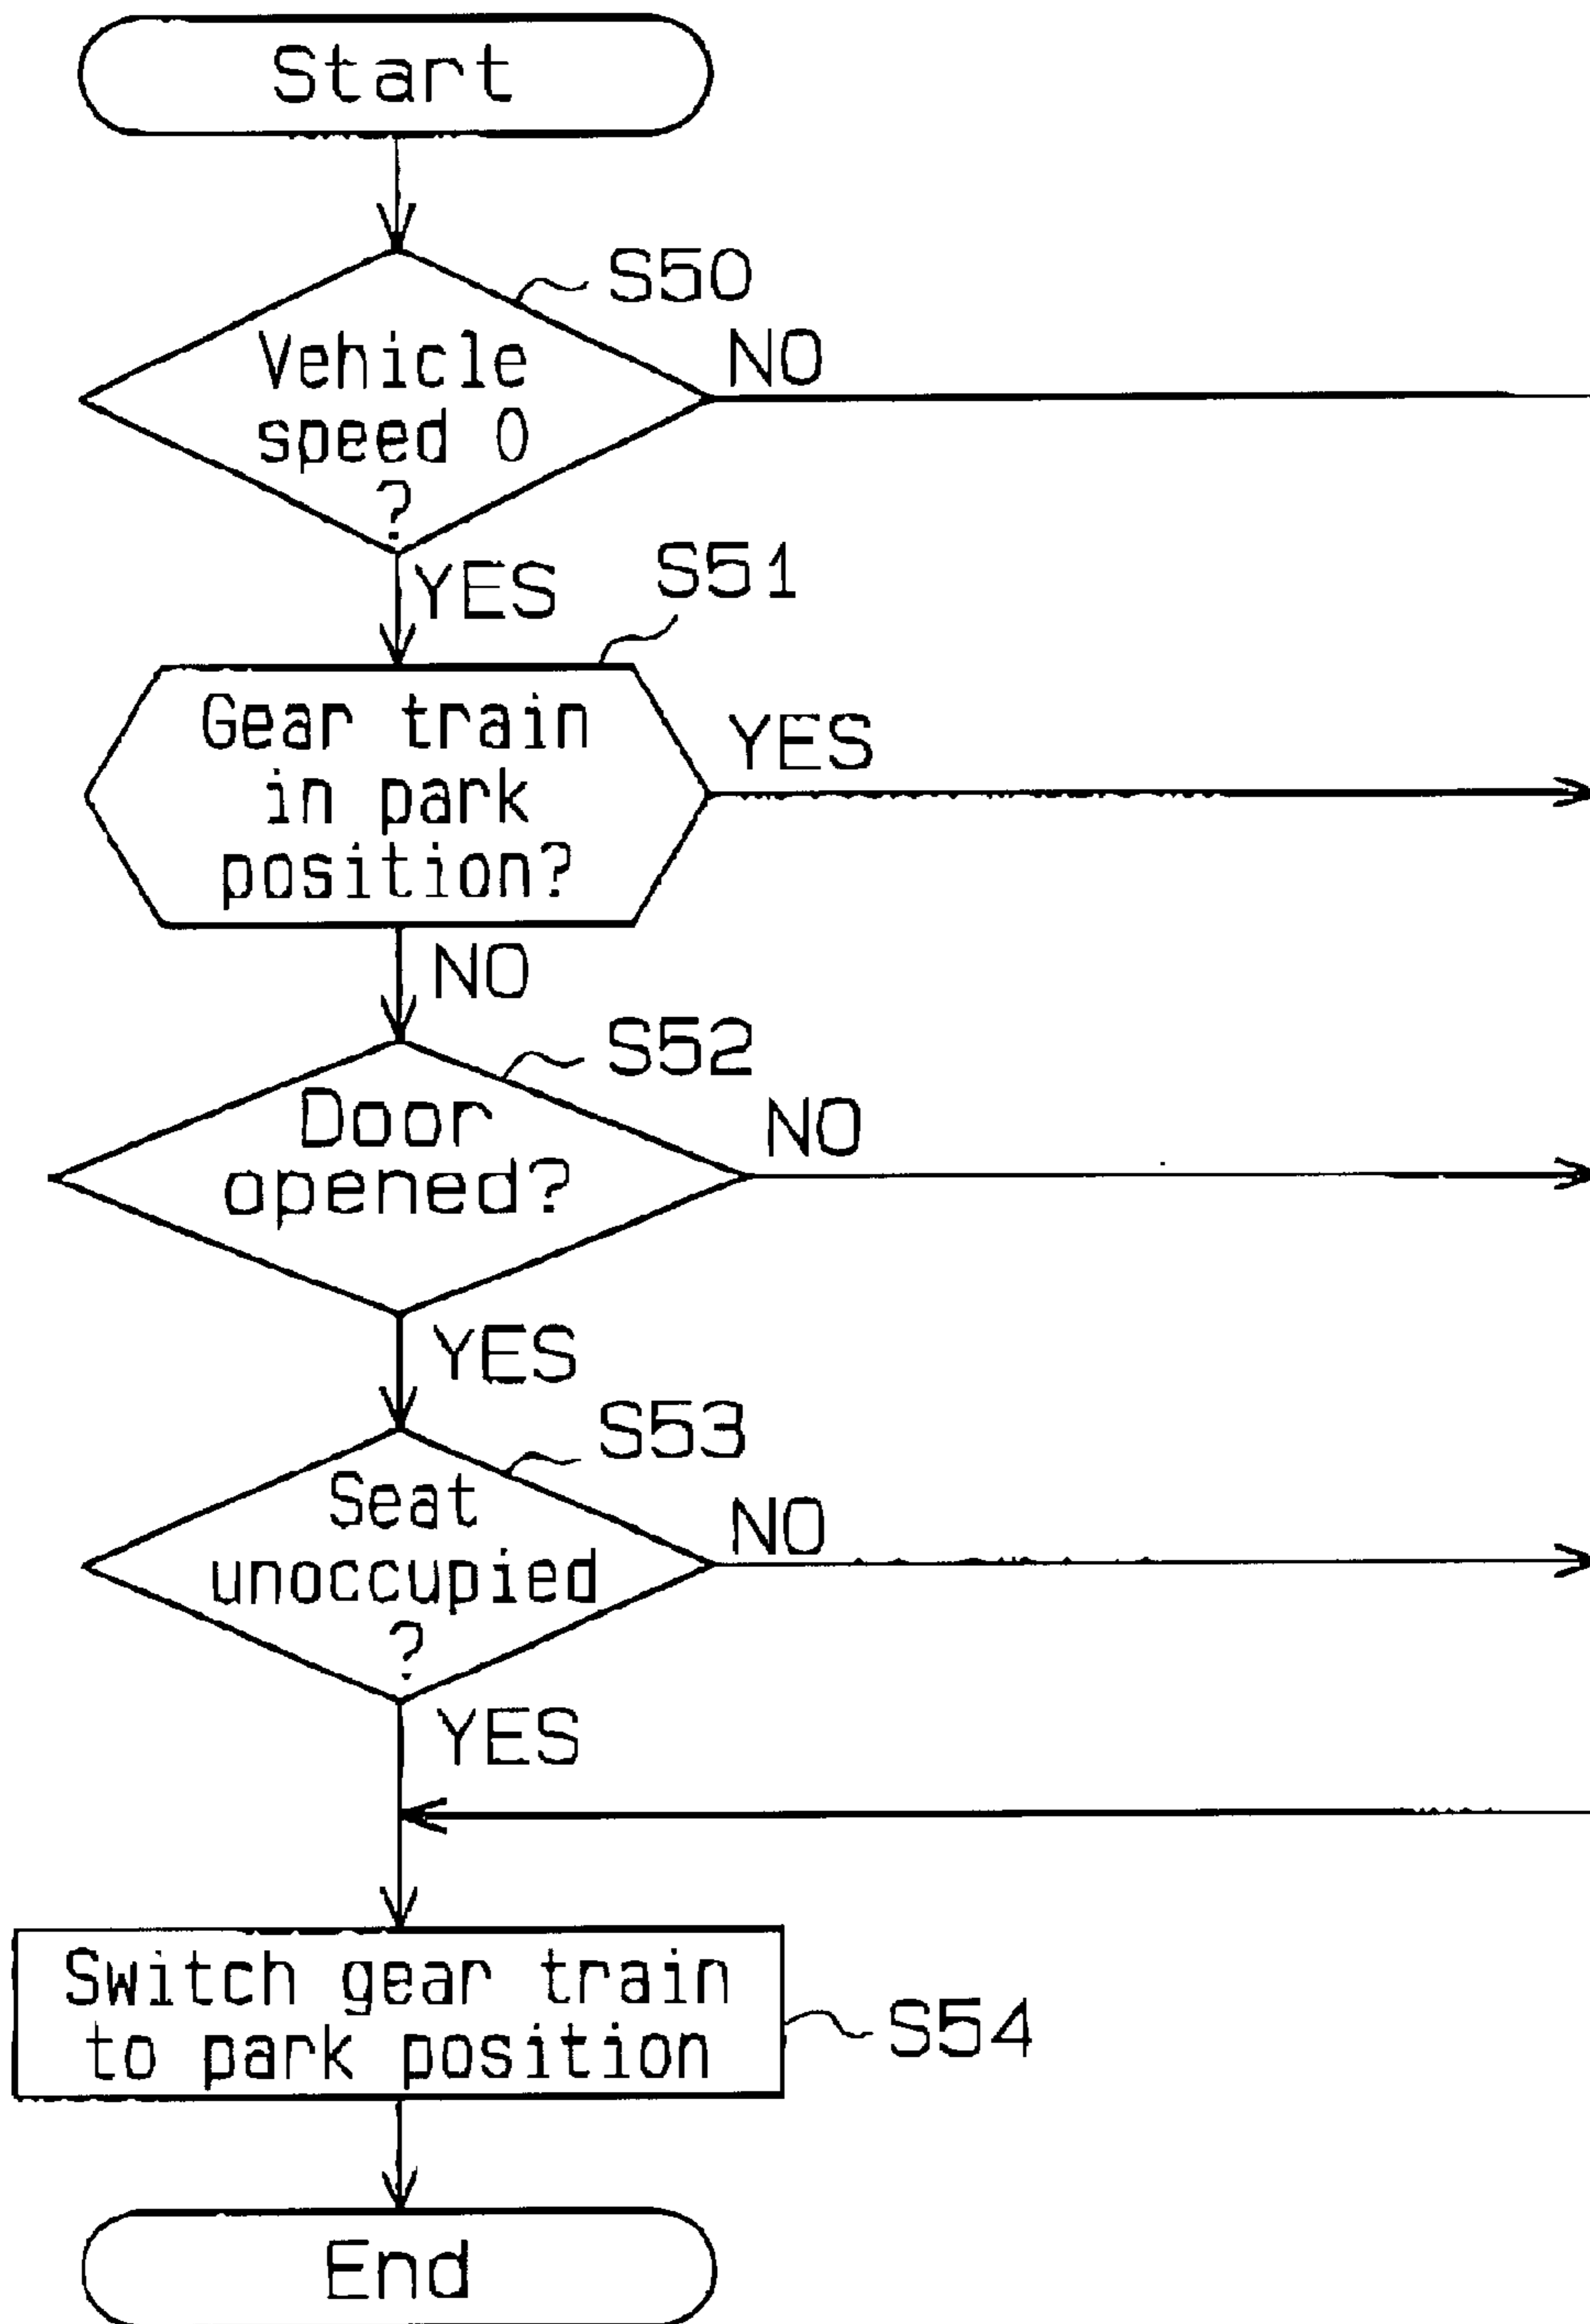 Start
S50
Vehicle
speed 0
?
NO
YES
S51
Gear train
in park
position?
YES
NO
S52
Door
opened?
NO
YES
S53
Seat
unoccupied
?
NO
YES
Switch gear train
to park position
S54
End